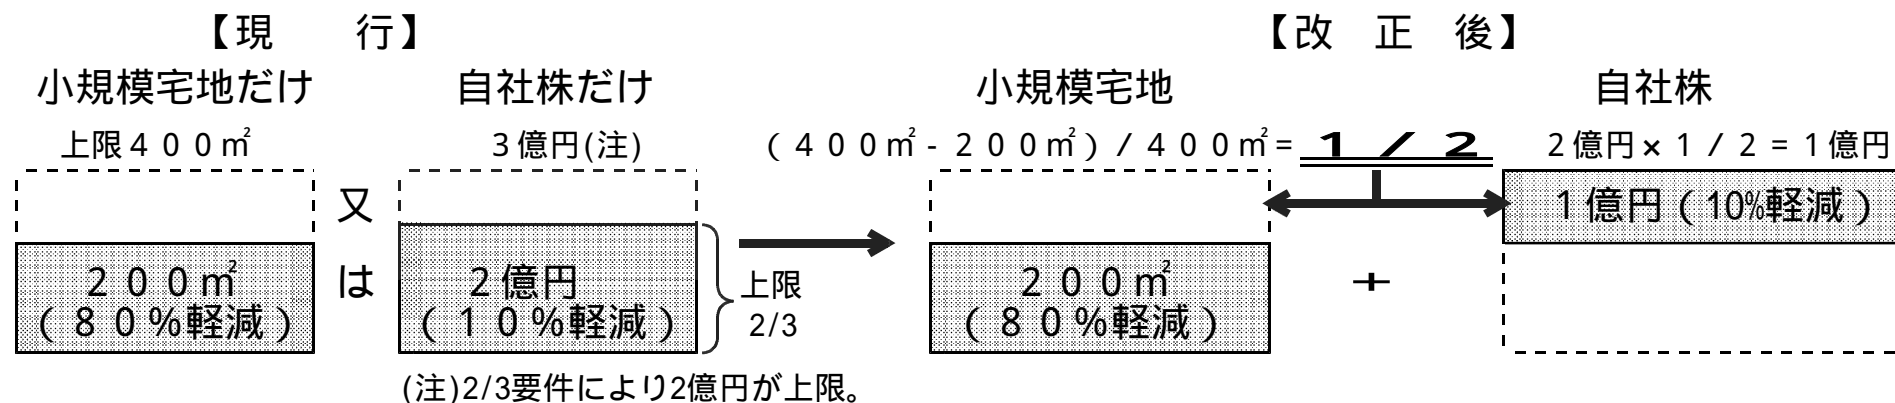 【現　　行】
小規模宅地だけ
自社株だけ
上限４００㎡
３億円(注)
２００㎡
(８０%軽減)
又
は
２億円
(１０%軽減)
上限
2/3
(注)2/3要件により2億円が上限。
【改　正　後】
小規模宅地
自社株
(４００㎡-２００㎡)/４００㎡=１/２
２億円×１/２=１億円
２００㎡
(８０%軽減)
+
１億円(10%軽減)